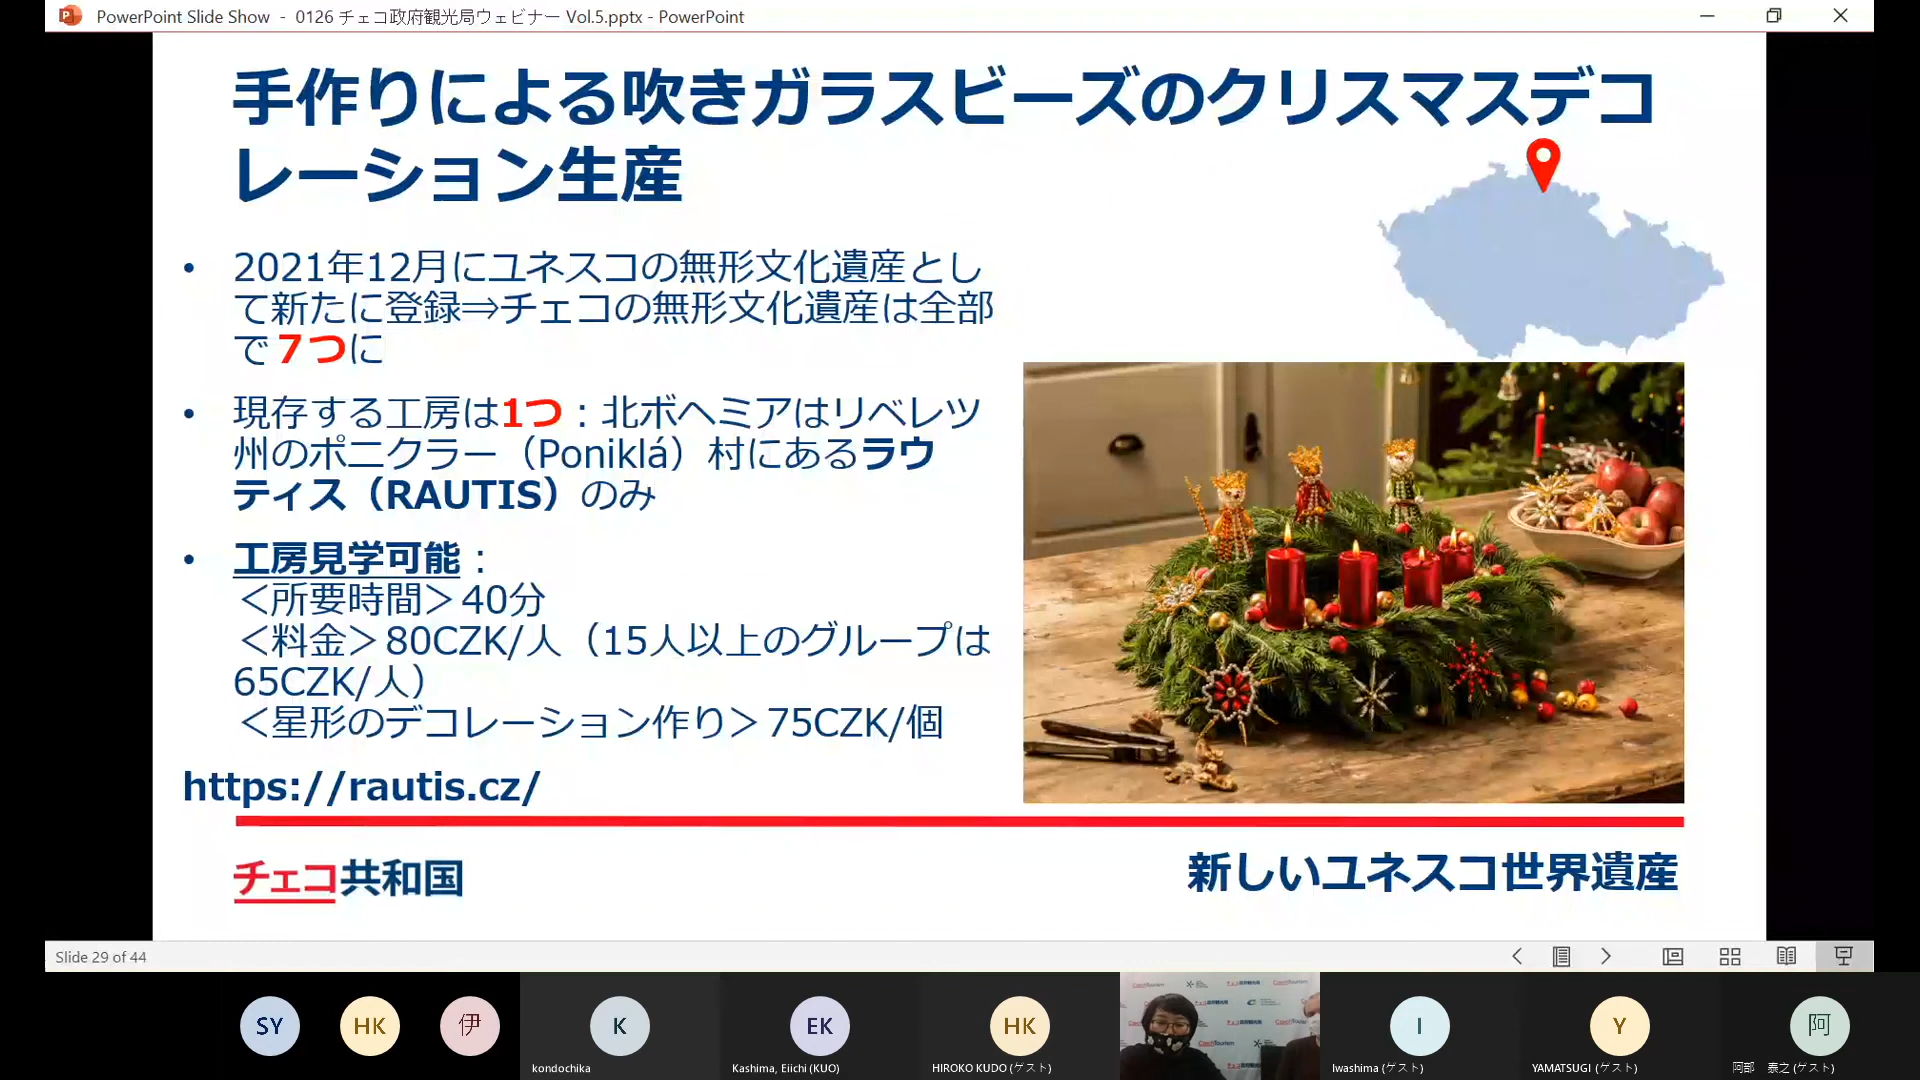 PowerPoint Slide Show - 0126 チェコ政府観光局ウェビナー Vol.5.pptx - PowerPoint
手作りによる吹きガラスビーズのクリスマスデコ
レーション生産
• 2021年12月にユネスコの無形文化遺産とし
て新たに登録⇒チェコの無形文化遺産は全部
で７つに
• 現存する工房は1つ：北ボヘミアはリベレツ
州のポニクラー（Poniklá）村にあるラウ
ティス（RAUTIS）のみ
• 工房見学可能：
＜所要時間＞40分
＜料金＞80CZK/人（15人以上のグループは
65CZK/人）
＜星形のデコレーション作り＞75CZK/個
https://rautis.cz/
チェコ共和国
新しいユネスコ世界遺産
Slide 29 of 44
SY
HK
伊
K
EK
HK
I
Y
阿
kondochika
Kashima, Eiichi (KUO)
HIROKO KUDO (ゲスト)
Iwashima (ゲスト)
YAMATSUGI (ゲスト)
阿部 泰之 (ゲスト)